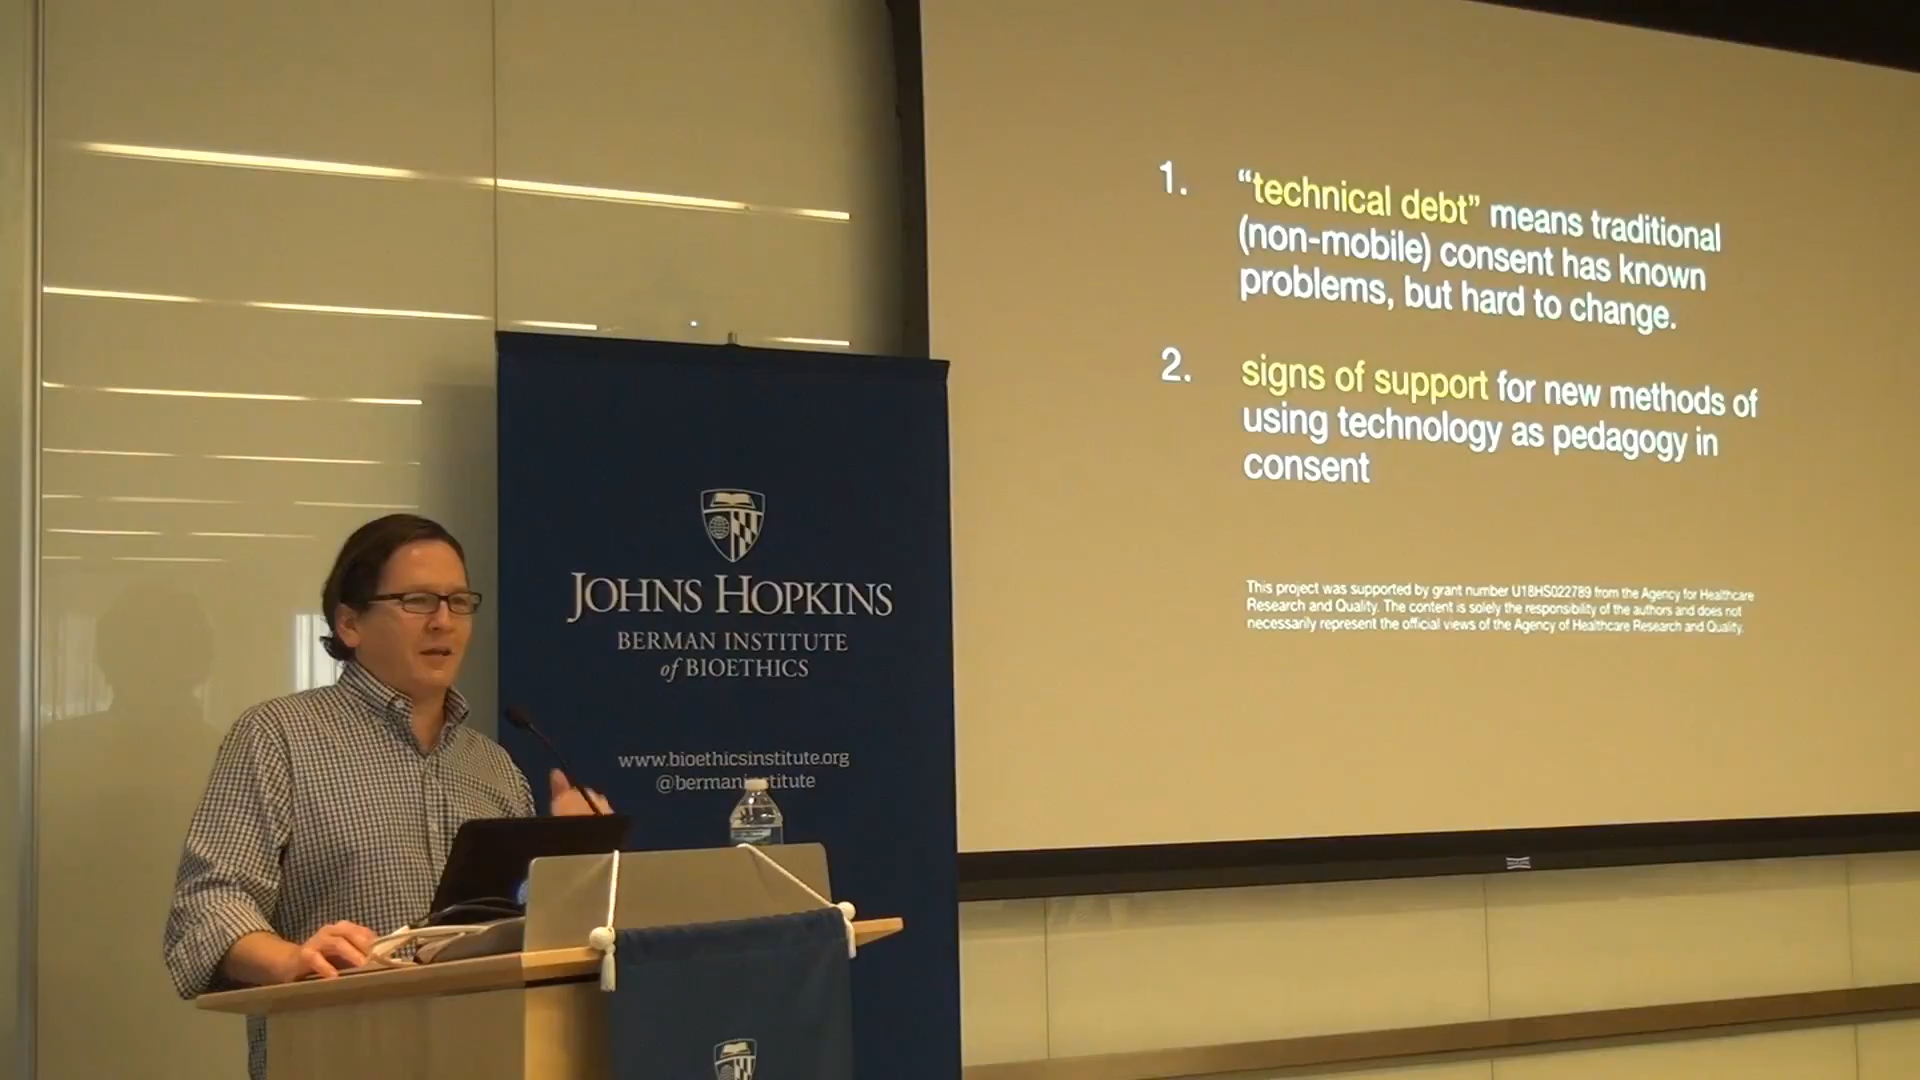 1. “technical debt” means traditional
(non-mobile) consent has known
problems, but hard to change.
2. signs of support for new methods of
using technology as pedagogy in
consent
This project was supported by grant number U18HS022789 from the Agency for Healthcare
Research and Quality. The content is solely the responsibility of the authors and does not
necessarily represent the official views of the Agency of Healthcare Research and Quality.
JOHNS HOPKINS
BERMAN INSTITUTE
of BIOETHICS
www.bioethicsinstitute.org